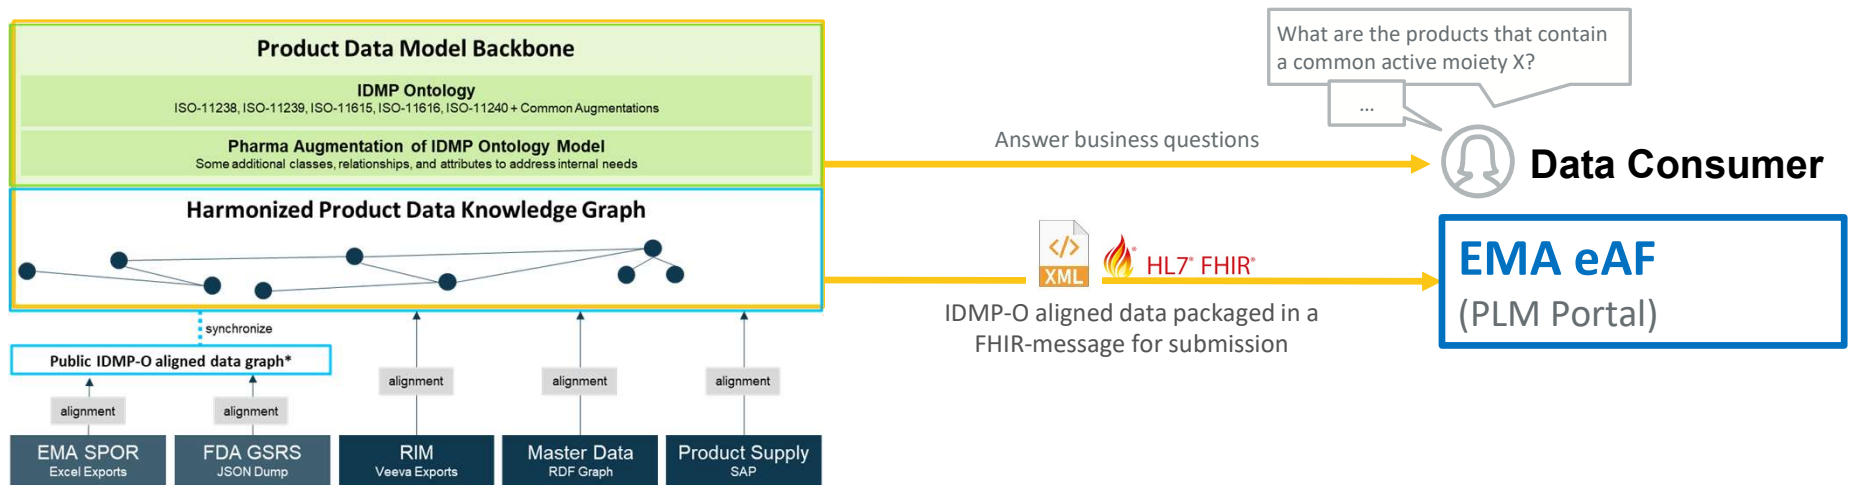 Product Data Model Backbone
IDMP Ontology
ISO-11238, ISO-11239, ISO-11615, ISO-11616, ISO-11240 + Common Augmentations
Pharma Augmentation of IDMP Ontology Model
Some additional classes, relationships, and attributes to address internal needs
Harmonized Product Data Knowledge Graph
synchronize
Public IDMP-O aligned data graph*
alignment
alignment
alignment
alignment
alignment
EMA SPOR
Excel Exports
FDA GSRS
JSON Dump
RIM
Veeva Exports
Master Data
RDF Graph
Product Supply
SAP
What are the products that contain
a common active moiety X?
...
Answer business questions
Data Consumer
</>
XML
HL7® FHIR®
IDMP-O aligned data packaged in a
FHIR-message for submission
EMA eAF
(PLM Portal)